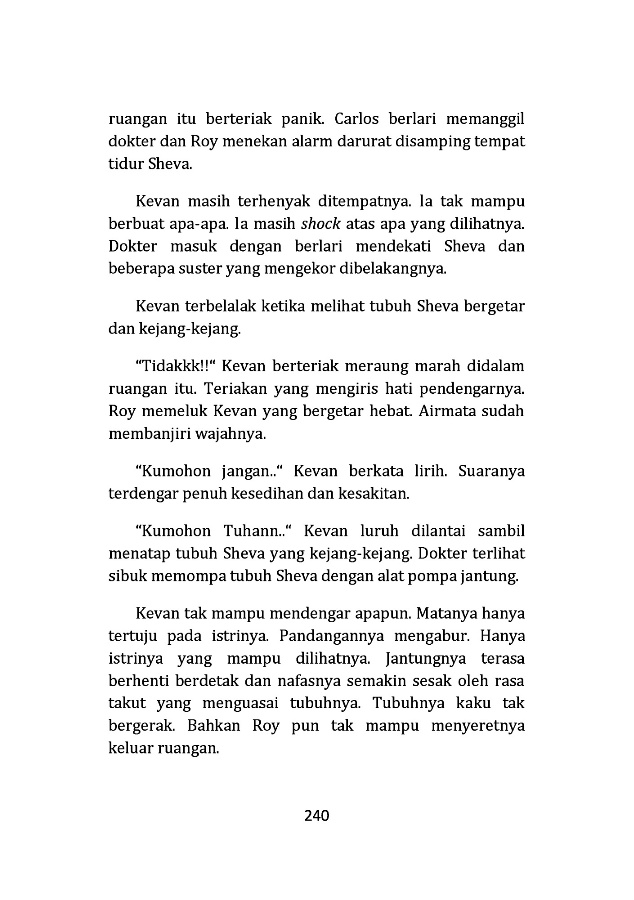 ruangan itu berteriak panik. Carlos berlari memanggil
dokter dan Roy menekan alarm darurat disamping tempat
tidur Sheva.
Kevan masih terhenyak ditempatnya. Ia tak mampu
berbuat apa-apa. Ia masih shock atas apa yang dilihatnya.
Dokter masuk dengan berlari mendekati Sheva dan
beberapa suster yang mengekor dibelakangnya.
Kevan terbelalak ketika melihat tubuh Sheva bergetar
dan kejang-kejang.
“Tidakkk!!“ Kevan berteriak meraung marah didalam
ruangan itu. Teriakan yang mengiris hati pendengarnya.
Roy memeluk Kevan yang bergetar hebat. Airmata sudah
membanjiri wajahnya.
“Kumohon jangan..“ Kevan berkata lirih. Suaranya
terdengar penuh kesedihan dan kesakitan.
“Kumohon Tuhann..“ Kevan luruh dilantai sambil
menatap tubuh Sheva yang kejang-kejang. Dokter terlihat
sibuk memompa tubuh Sheva dengan alat pompa jantung.
Kevan tak mampu mendengar apapun. Matanya hanya
tertuju pada istrinya. Pandangannya mengabur. Hanya
istrinya yang mampu dilihatnya. Jantungnya terasa
berhenti berdetak dan nafasnya semakin sesak oleh rasa
takut yang menguasai tubuhnya. Tubuhnya kaku tak
bergerak. Bahkan Roy pun tak mampu menyeretnya
keluar ruangan.
240